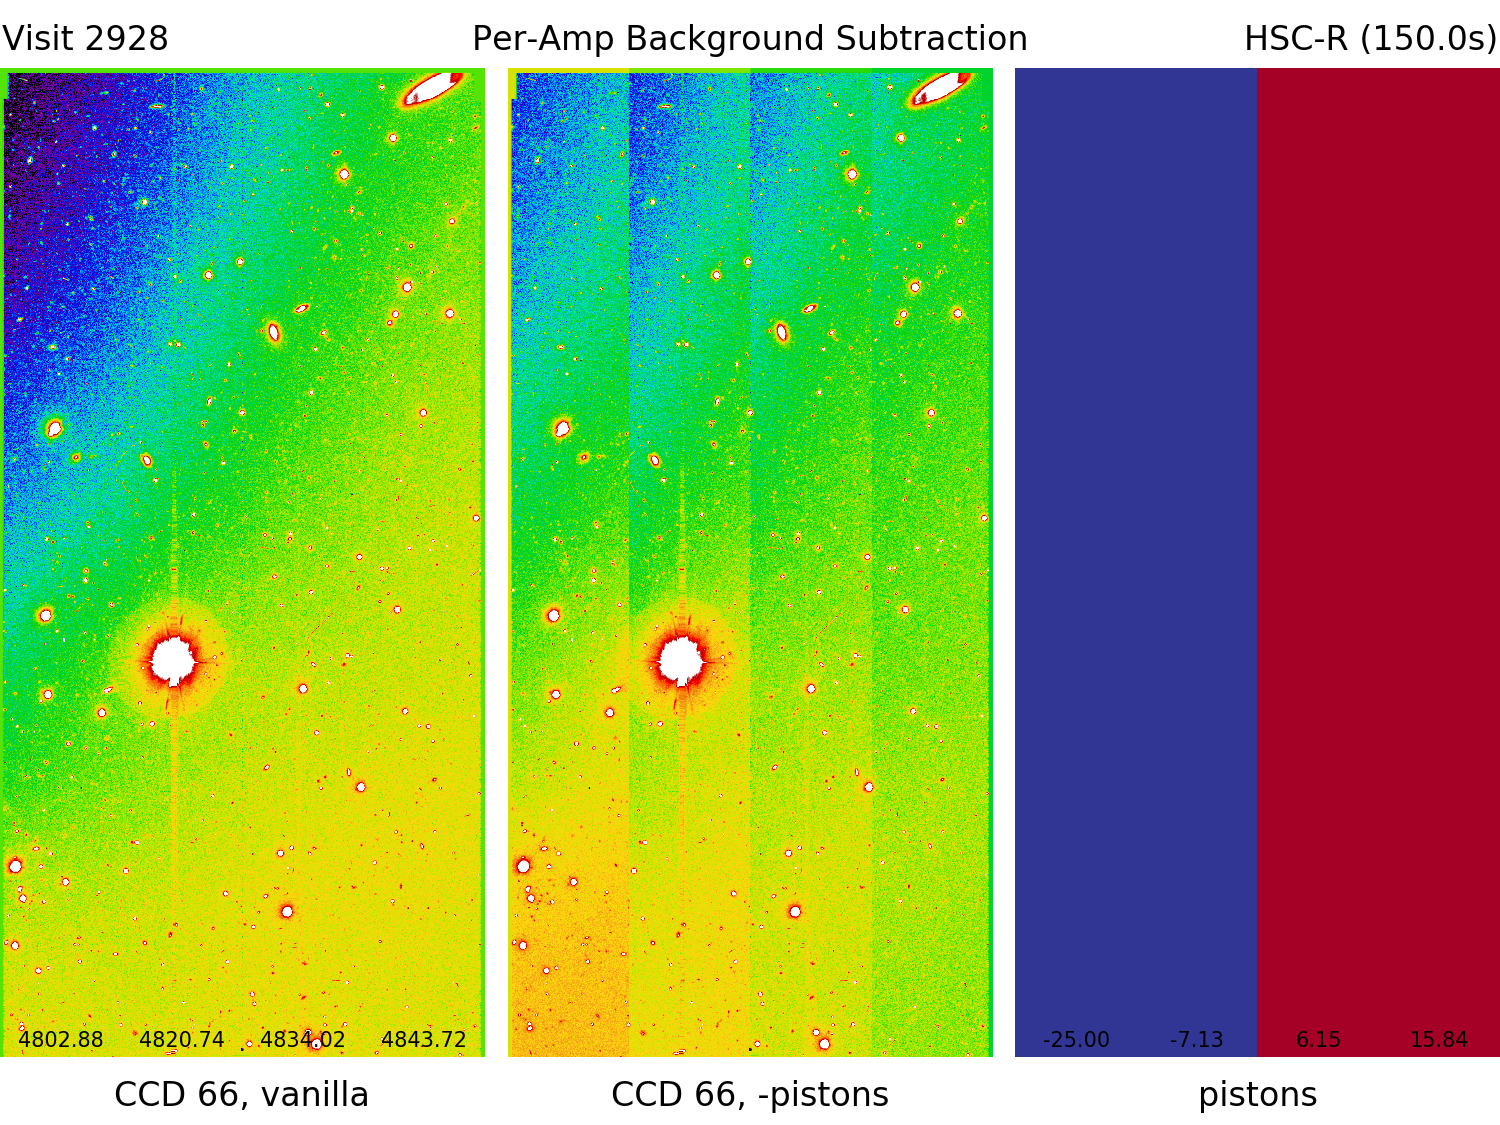 Visit 2928 Per-Amp Background Subtraction HSC-R (150.0s)
4802.88 4820.74 4834.02 4843.72 -25.00 -7.13 6.15 15.84
CCD 66, vanilla CCD 66, -pistons pistons